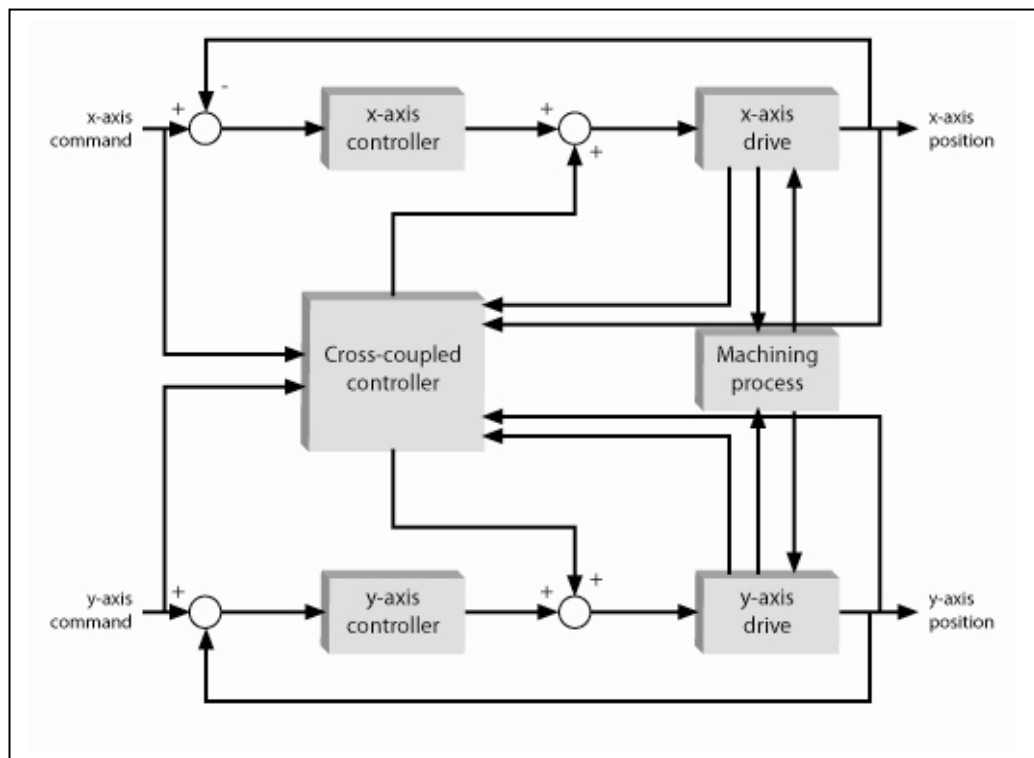 -
+
x-axis
command
x-axis
controller
+
+
x-axis
drive
x-axis
position
Cross-coupled
controller
Machining
process
+
y-axis
command
y-axis
controller
+
+
y-axis
drive
y-axis
position